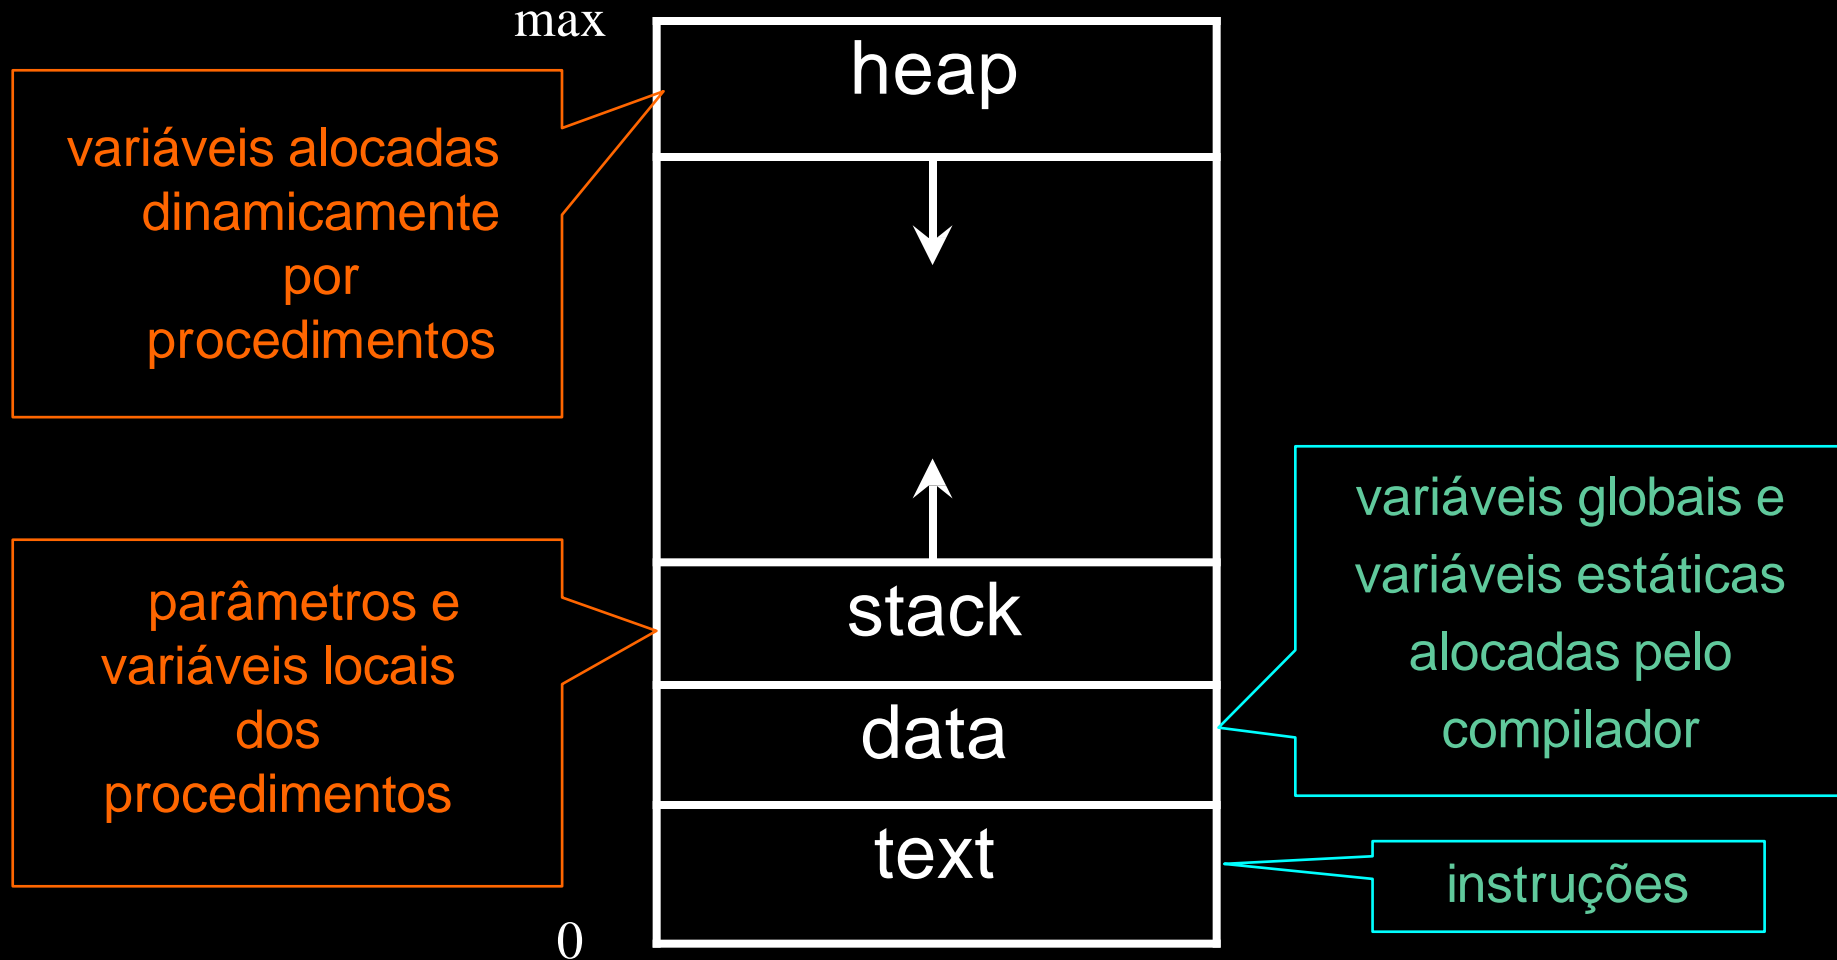 max
heap
variáveis alocadas
dinamicamente
por
procedimentos
parâmetros e
variáveis locais
dos
procedimentos
stack
data
text
variáveis globais e
variáveis estáticas
alocadas pelo
compilador
instruções
0